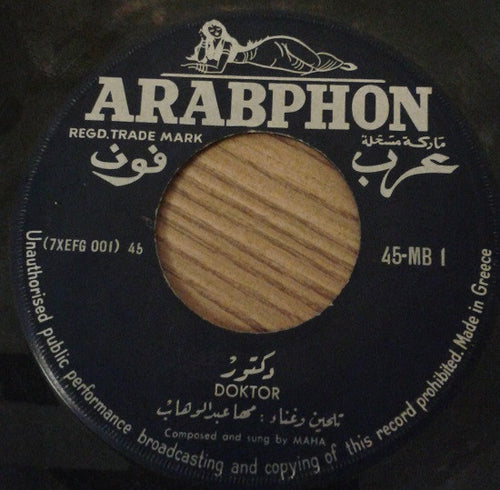 ARABPHON
REGD. TRADE MARK
ماركة مسجلة
عرب فون
(7XEFG 001) 45
45-MB 1
دكتور
DOKTOR
تلحين وغناء : مها عبد الوهاب
Composed and sung by MAHA
Unauthorised public performance broadcasting and copying of this record prohibited. Made in Greece